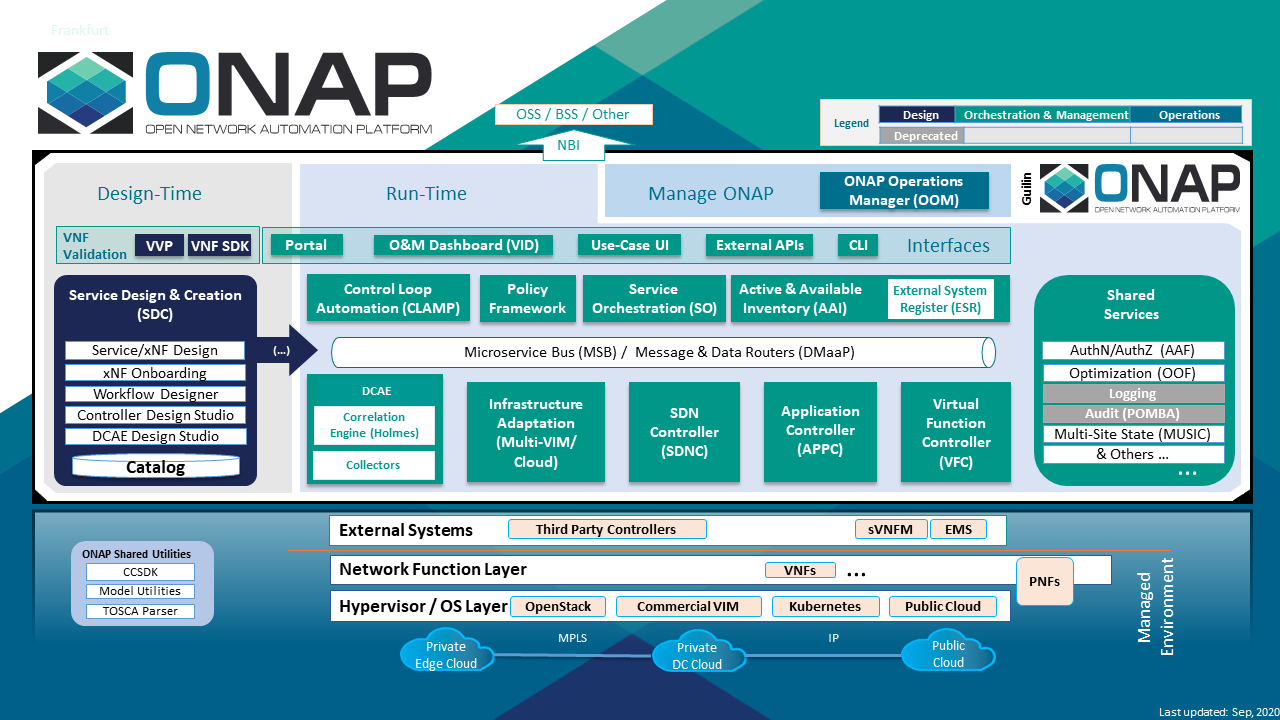 Frankfurt
ONAP
OPEN NETWORK AUTOMATION PLATFORM
OSS / BSS / Other
NBI
Legend
Design
Orchestration & Management
Operations
Deprecated
Design-Time
Run-Time
Manage ONAP
ONAP Operations
Manager (OOM)
Guilin
ONAP
OPEN NETWORK AUTOMATION PLATFORM
VNF
Validation
VVP
VNF SDK
Portal
O&M Dashboard (VID)
Use-Case UI
External APIs
CLI
Interfaces
Service Design & Creation
(SDC)
Service/xNF Design
xNF Onboarding
Workflow Designer
Controller Design Studio
DCAE Design Studio
Catalog
(...)
Control Loop
Automation (CLAMP)
Policy
Framework
Service
Orchestration (SO)
Active & Available
Inventory (AAI)
External System
Register (ESR)
Microservice Bus (MSB) / Message & Data Routers (DMaaP)
DCAE
Correlation
Engine (Holmes)
Collectors
Infrastructure
Adaptation
(Multi-VIM/
Cloud)
SDN
Controller
(SDNC)
Application
Controller
(APPC)
Virtual
Function
Controller
(VFC)
Shared
Services
AuthN/AuthZ (AAF)
Optimization (OOF)
Logging
Audit (POMBA)
Multi-Site State (MUSIC)
& Others ...
...
ONAP Shared Utilities
CCSDK
Model Utilities
TOSCA Parser
External Systems
Third Party Controllers
sVNFM
EMS
Network Function Layer
VNFs
...
PNFs
Hypervisor / OS Layer
OpenStack
Commercial VIM
Kubernetes
Public Cloud
Managed
Environment
Private
Edge Cloud
MPLS
Private
DC Cloud
IP
Public
Cloud
Last updated: Sep, 2020